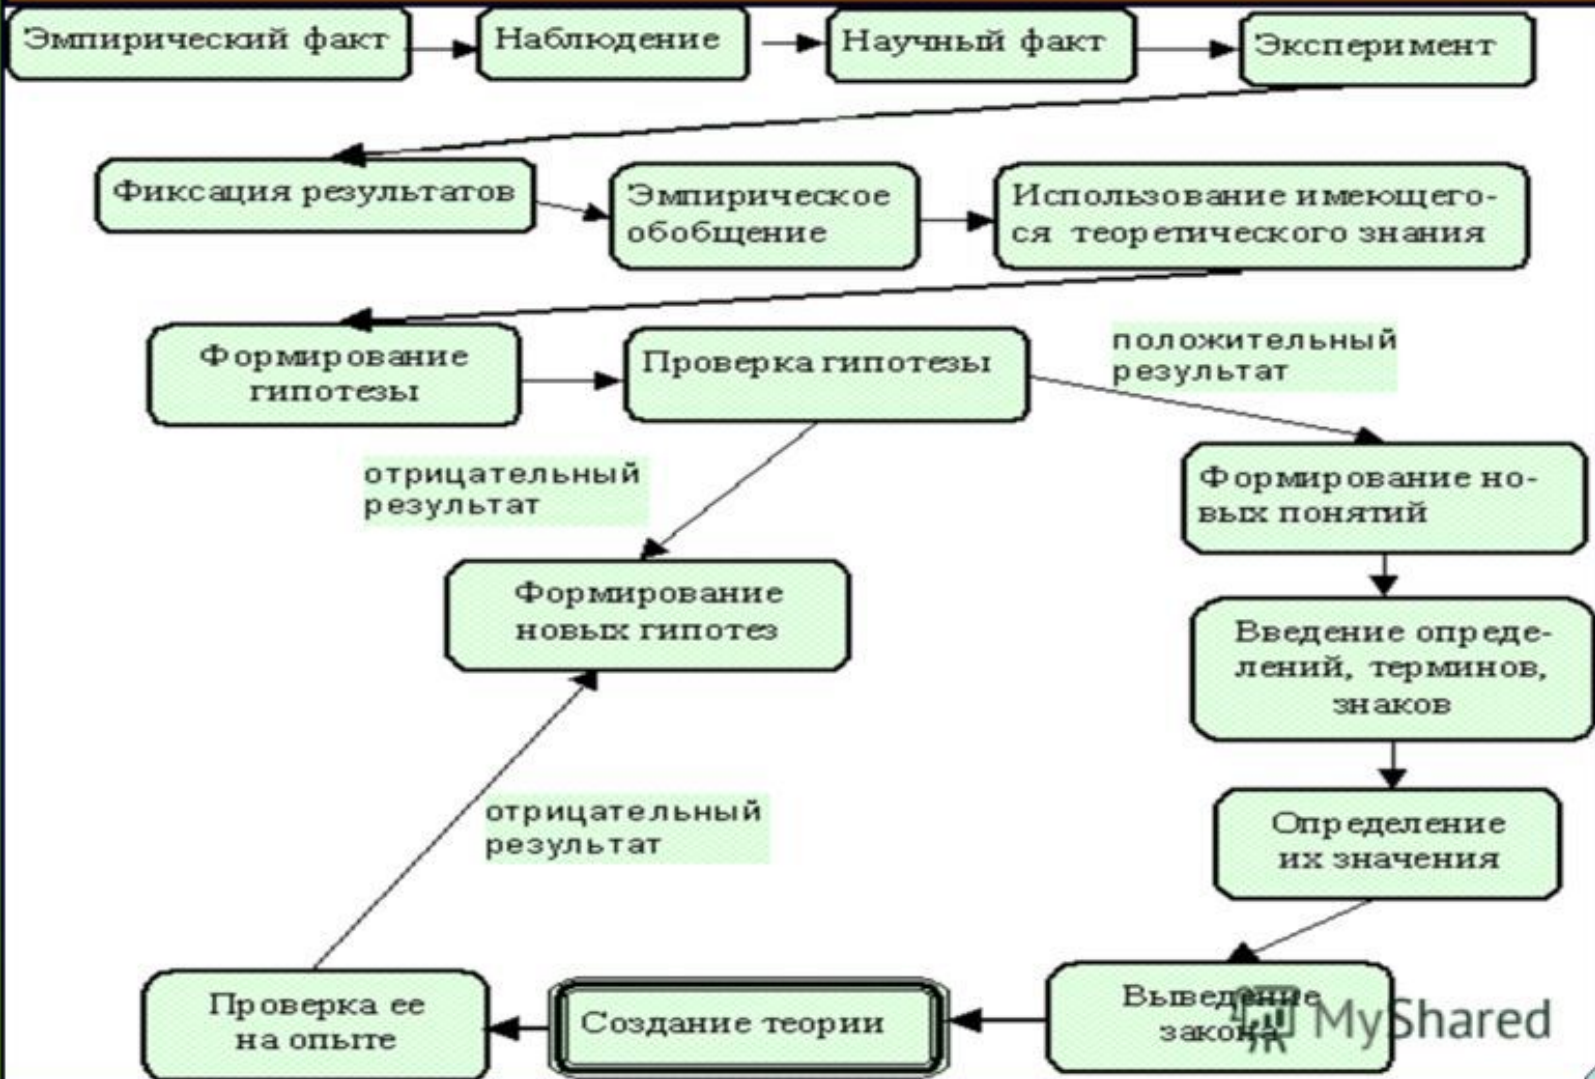 Эмпирический факт
Наблюдение
Научный факт
Эксперимент
Фиксация результатов
Эмпирическое
обобщение
Использование имеющего-
ся теоретического знания
Формирование
гипотезы
Проверка гипотезы
положительный
результат
отрицательный
результат
Формирование но-
вых понятий
Формирование
новых гипотез
Введение опреде-
лений, терминов,
знаков
отрицательный
результат
Определение
их значения
Проверка ее
на опыте
Создание теории
Выведение
закона
MyShared